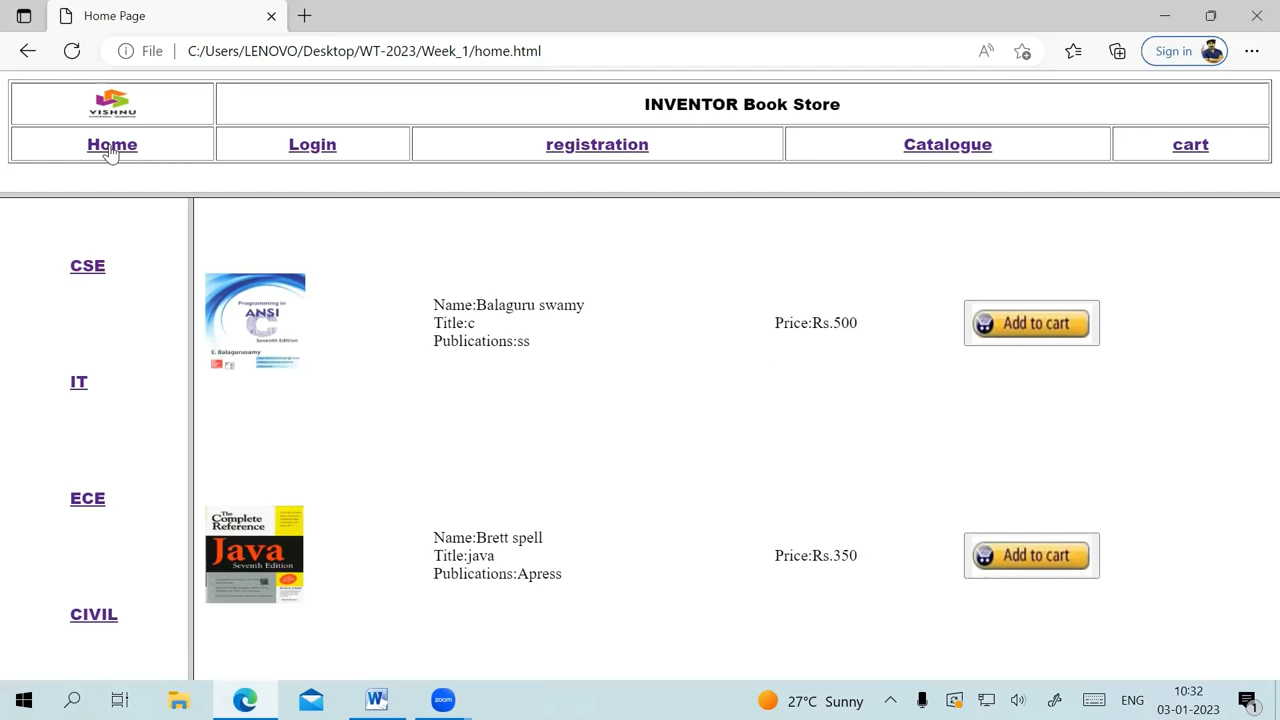 Home Page
File
C:/Users/LENOVO/Desktop/WT-2023/Week_1/home.html
Sign in
VISHNU
INVENTOR Book Store
Home
Login
registration
Catalogue
cart
CSE
IT
ECE
CIVIL
Programming in
ANSI
C
Seventh Edition
E. Balagurusamy
Name:Balaguru swamy
Title:c
Publications:ss
Price:Rs.500
Add to cart
The
Complete
Reference
Java
Seventh Edition
Name:Brett spell
Title:java
Publications:Apress
Price:Rs.350
Add to cart
W
zoom
27°C Sunny
ENG
10:32
03-01-2023
1